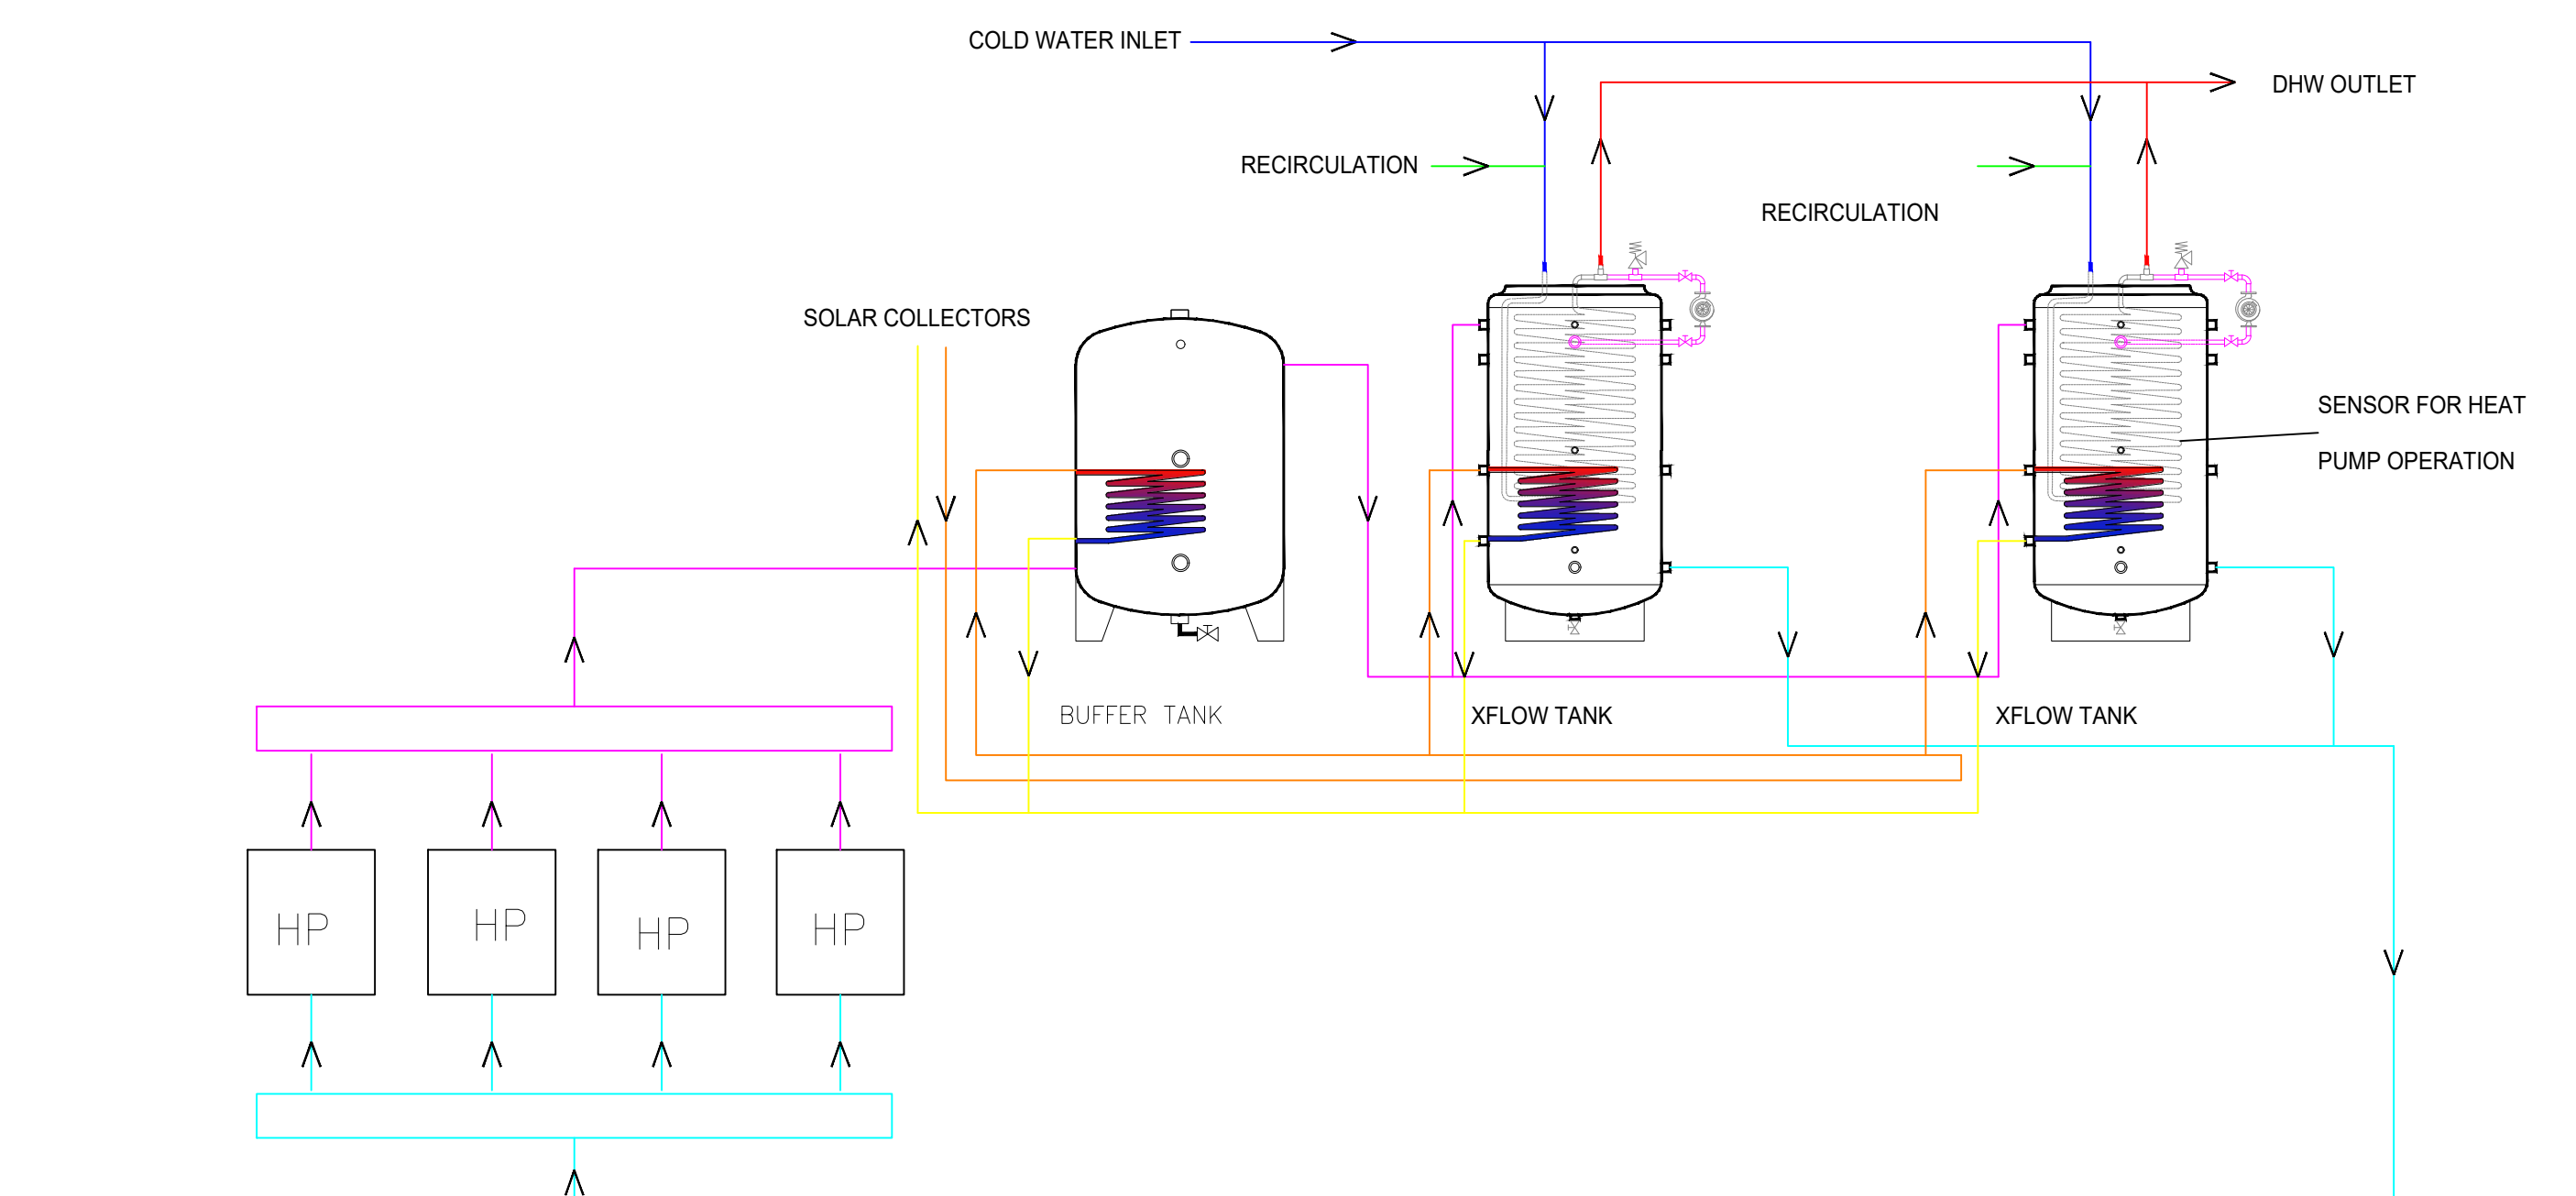 COLD WATER INLET
DHW OUTLET
RECIRCULATION
RECIRCULATION
SOLAR COLLECTORS
SENSOR FOR HEAT
PUMP OPERATION
BUFFER TANK
XFLOW TANK
XFLOW TANK
HP
HP
HP
HP